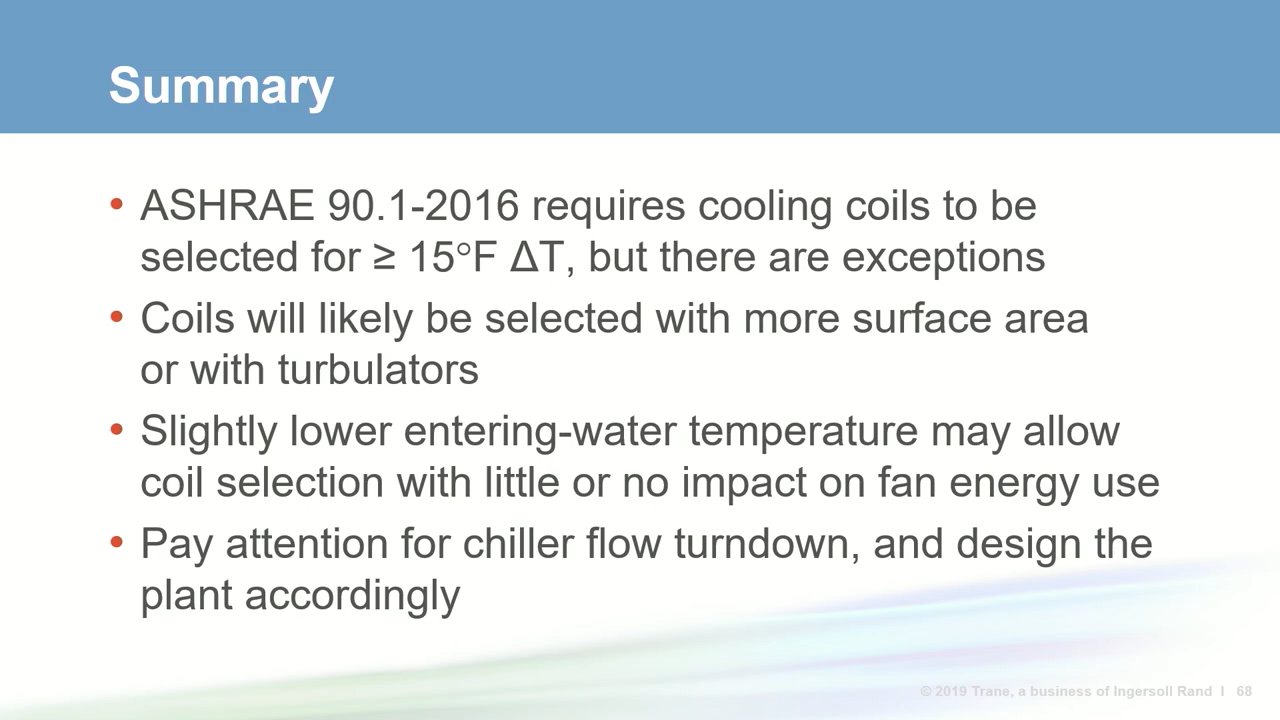 Summary
• ASHRAE 90.1-2016 requires cooling coils to be
selected for ≥ 15°F ΔT, but there are exceptions
• Coils will likely be selected with more surface area
or with turbulators
• Slightly lower entering-water temperature may allow
coil selection with little or no impact on fan energy use
• Pay attention for chiller flow turndown, and design the
plant accordingly
© 2019 Trane, a business of Ingersoll Rand | 68